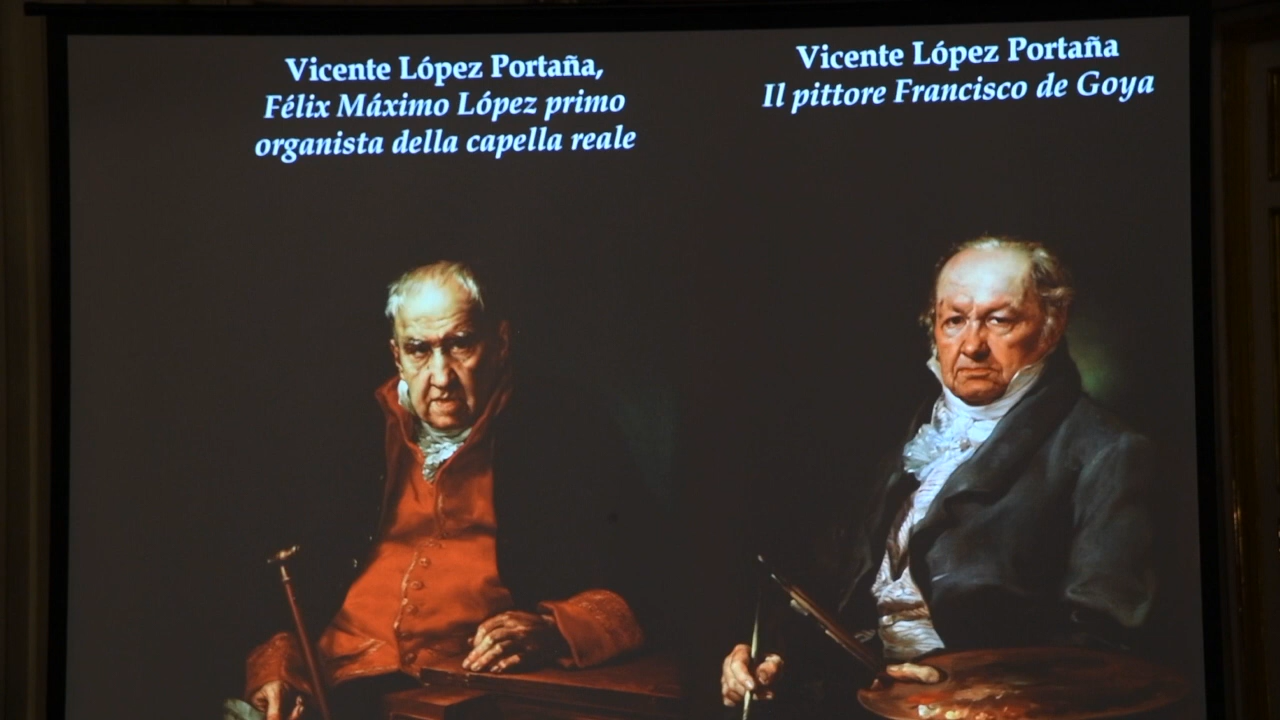 Vicente López Portaña,
Félix Máximo López primo
organista della capella reale
Vicente López Portaña
Il pittore Francisco de Goya